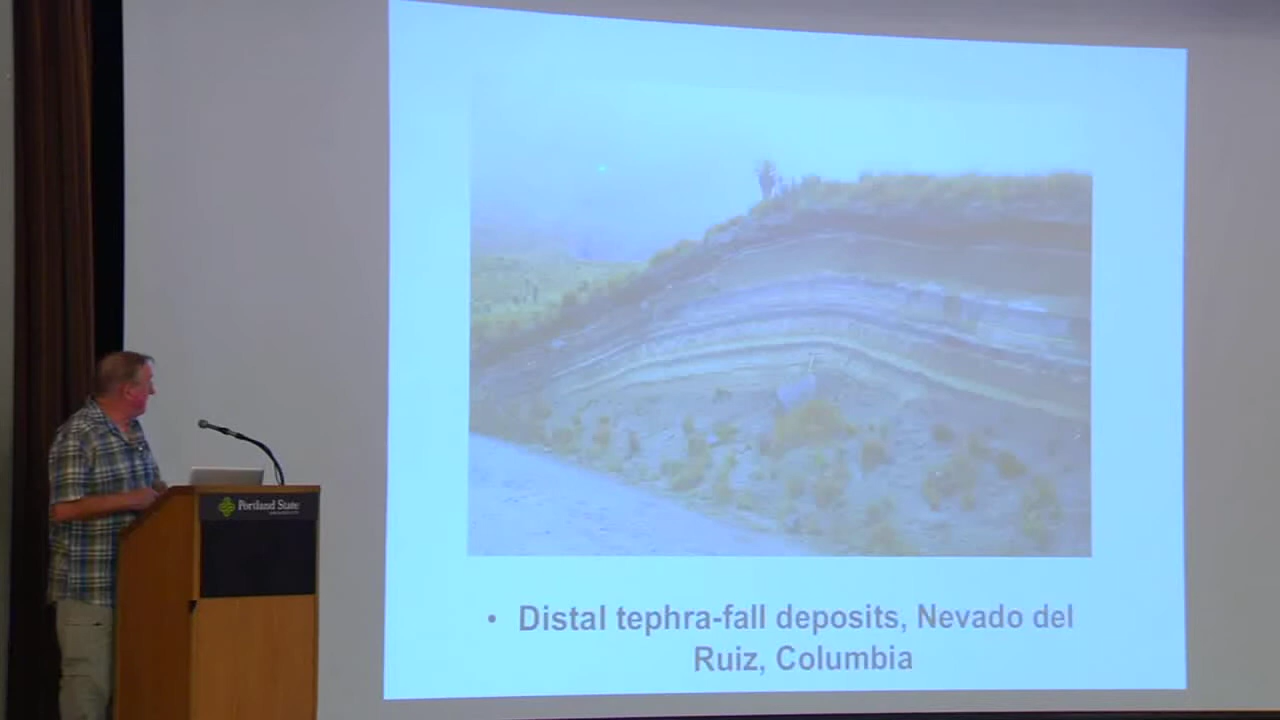 Portland State
• Distal tephra-fall deposits, Nevado del
Ruiz, Columbia